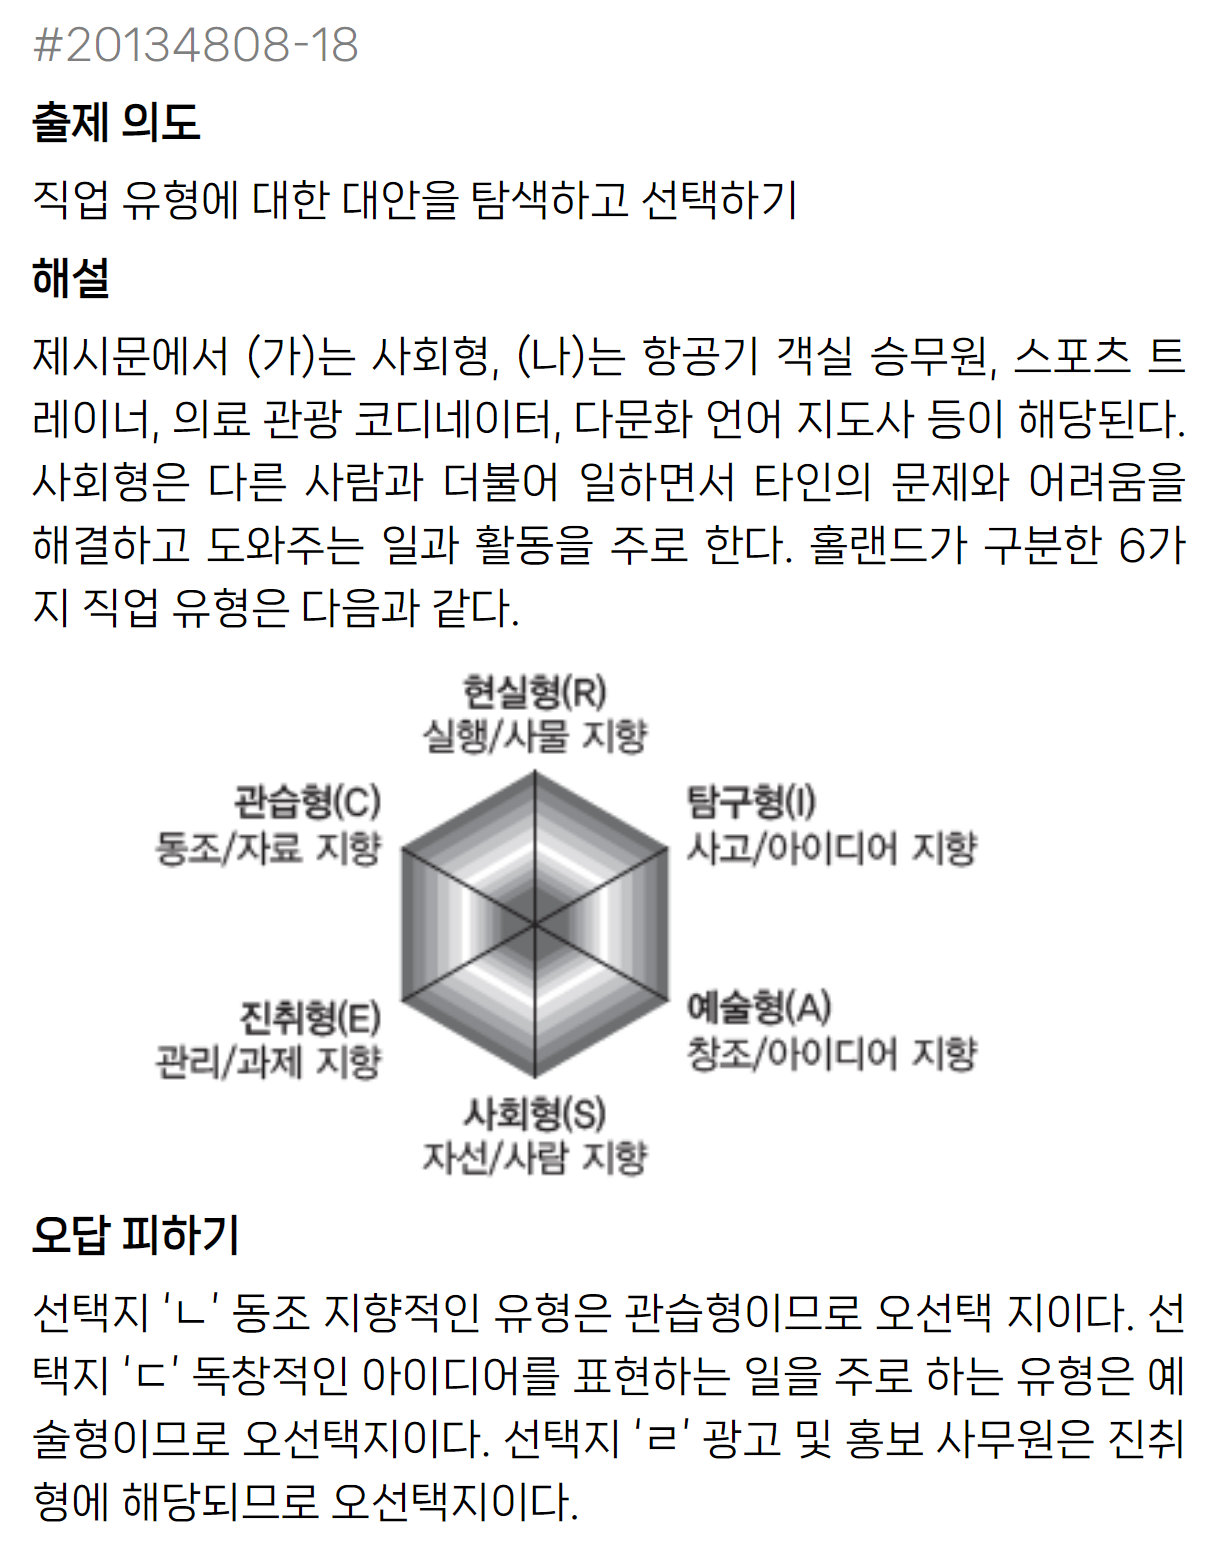 #20134808-18
출제 의도
직업 유형에 대한 대안을 탐색하고 선택하기
해설
제시문에서 (가)는 사회형, (나)는 항공기 객실 승무원, 스포츠 트
레이너, 의료 관광 코디네이터, 다문화 언어 지도사 등이 해당된다.
사회형은 다른 사람과 더불어 일하면서 타인의 문제와 어려움을
해결하고 도와주는 일과 활동을 주로 한다. 홀랜드가 구분한 6가
지 직업 유형은 다음과 같다.
현실형(R)
실행/사물 지향
관습형(C)
동조/자료 지향
탐구형(I)
사고/아이디어 지향
진취형(E)
관리/과제 지향
예술형(A)
창조/아이디어 지향
사회형(S)
자선/사람 지향
오답 피하기
선택지 ‘ㄴ’ 동조 지향적인 유형은 관습형이므로 오선택 지이다. 선
택지 ‘ㄷ’ 독창적인 아이디어를 표현하는 일을 주로 하는 유형은 예
술형이므로 오선택지이다. 선택지 ‘ㄹ’ 광고 및 홍보 사무원은 진취
형에 해당되므로 오선택지이다.